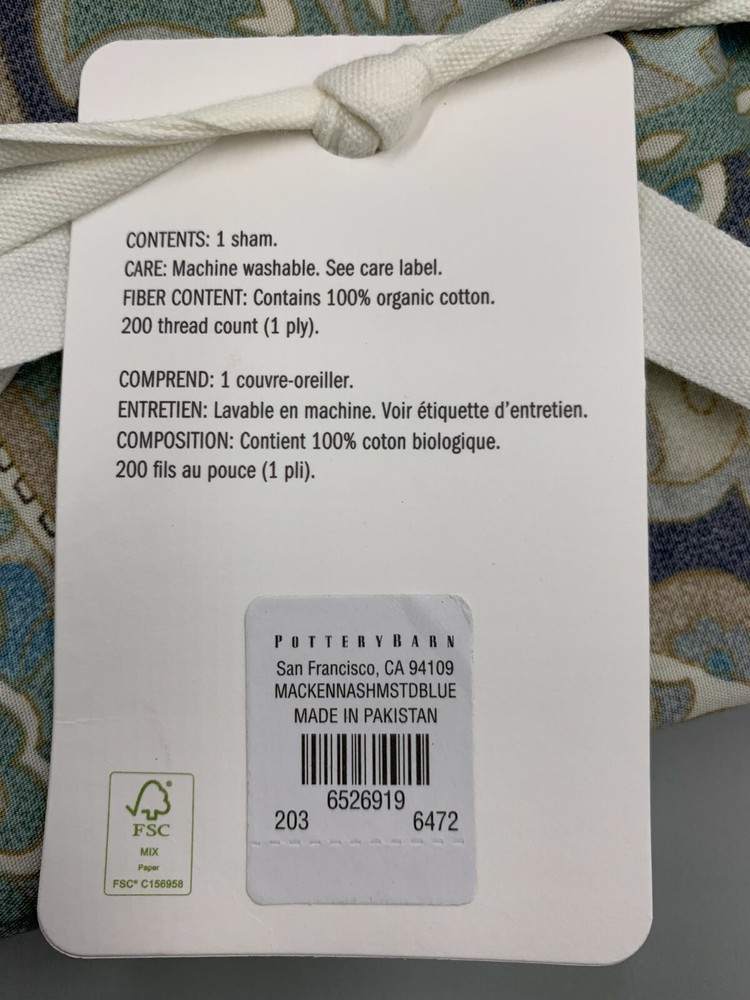 CONTENTS: 1 sham.
CARE: Machine washable. See care label.
FIBER CONTENT: Contains 100% organic cotton.
200 thread count (1 ply).
COMPREND: 1 couvre-oreiller.
ENTRETIEN: Lavable en machine. Voir étiquette d'entretien.
COMPOSITION: Contient 100% coton biologique.
200 fils au pouce (1 pli).
POTTERYBARN
San Francisco, CA 94109
MACKENNASHMSTDBLUE
MADE IN PAKISTAN
6526919
203 6472
FSC
MIX
Paper
FSC® C156958